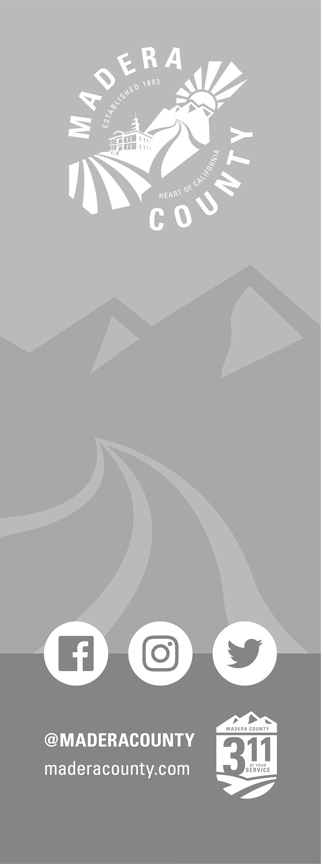 MADERA
ESTABLISHED 1893
HEART OF CALIFORNIA
COUNTY
@MADERACOUNTY
maderacounty.com
MADERA COUNTY
311
AT YOUR
SERVICE